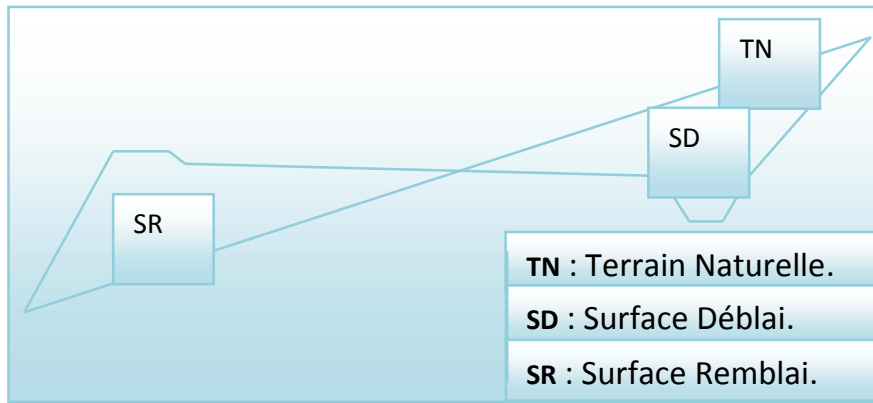 TN
SD
SR
TN : Terrain Naturelle.
SD : Surface Déblai.
SR : Surface Remblai.